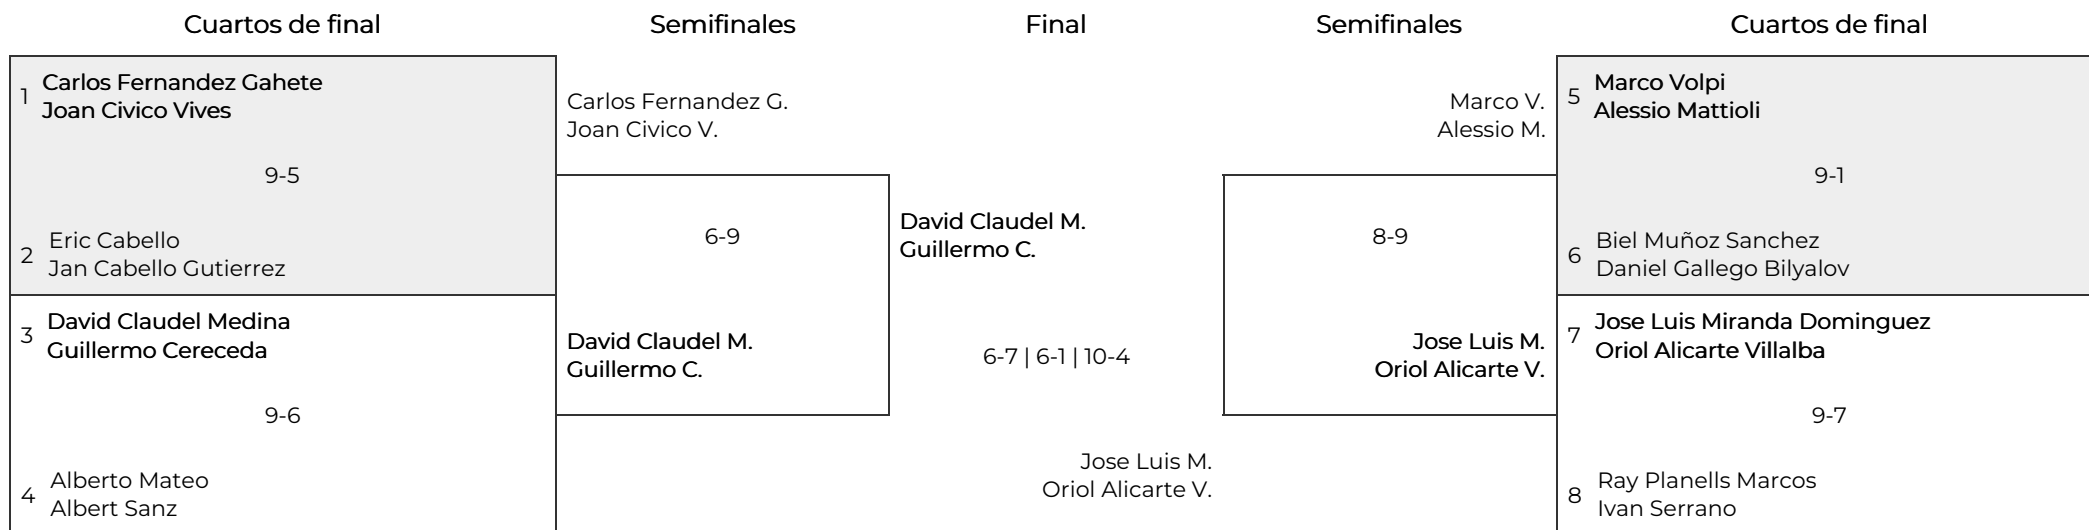 Cuartos de final
Semifinales
Final
Semifinales
Cuartos de final
1
Carlos Fernandez Gahete
Joan Civico Vives
9-5
2
Eric Cabello
Jan Cabello Gutierrez
3
David Claudel Medina
Guillermo Cereceda
9-6
4
Alberto Mateo
Albert Sanz
Carlos Fernandez G.
Joan Civico V.
6-9
David Claudel M.
Guillermo C.
David Claudel M.
Guillermo C.
6-7 | 6-1 | 10-4
Jose Luis M.
Oriol Alicarte V.
Marco V.
Alessio M.
8-9
Jose Luis M.
Oriol Alicarte V.
5
Marco Volpi
Alessio Mattioli
9-1
6
Biel Muñoz Sanchez
Daniel Gallego Bilyalov
7
Jose Luis Miranda Dominguez
Oriol Alicarte Villalba
9-7
8
Ray Planells Marcos
Ivan Serrano